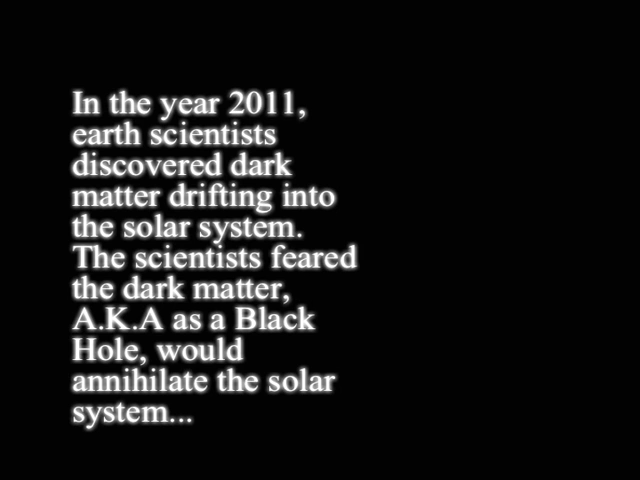 In the year 2011,
earth scientists
discovered dark
matter drifting into
the solar system.
The scientists feared
the dark matter,
A.K.A as a Black
Hole, would
annihilate the solar
system...